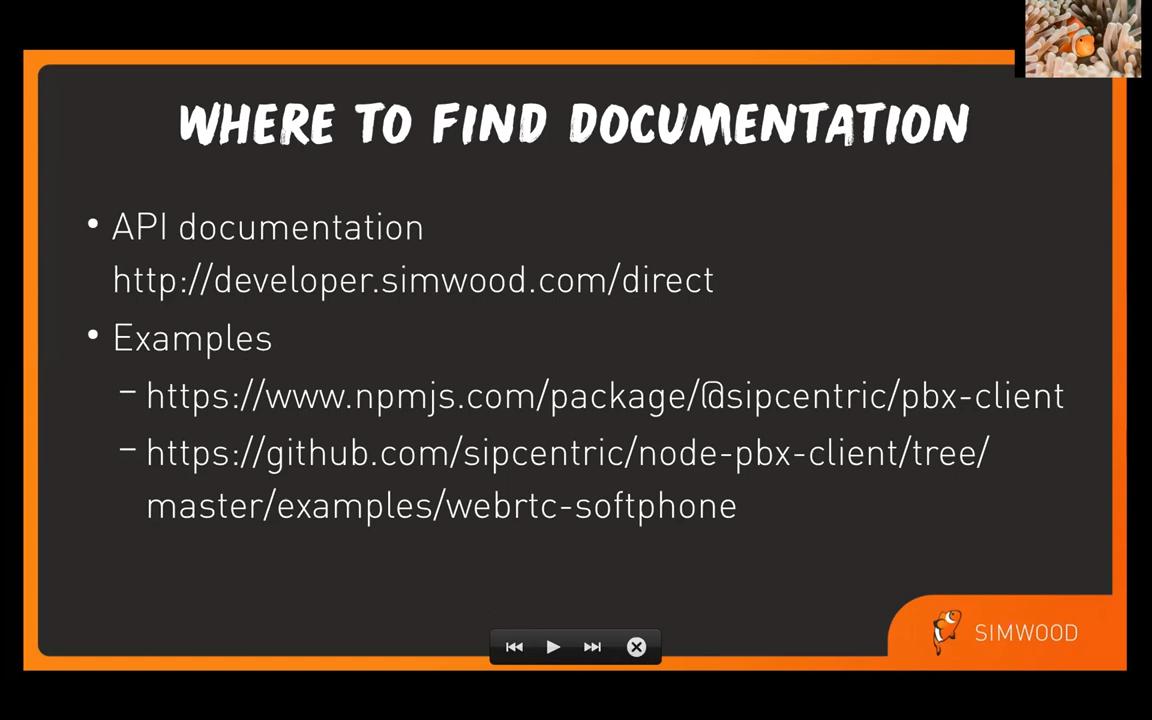 WHERE TO FIND DOCUMENTATION
• API documentation
http://developer.simwood.com/direct
• Examples
– https://www.npmjs.com/package/@sipcentric/pbx-client
– https://github.com/sipcentric/node-pbx-client/tree/
master/examples/webrtc-softphone
SIMWOOD